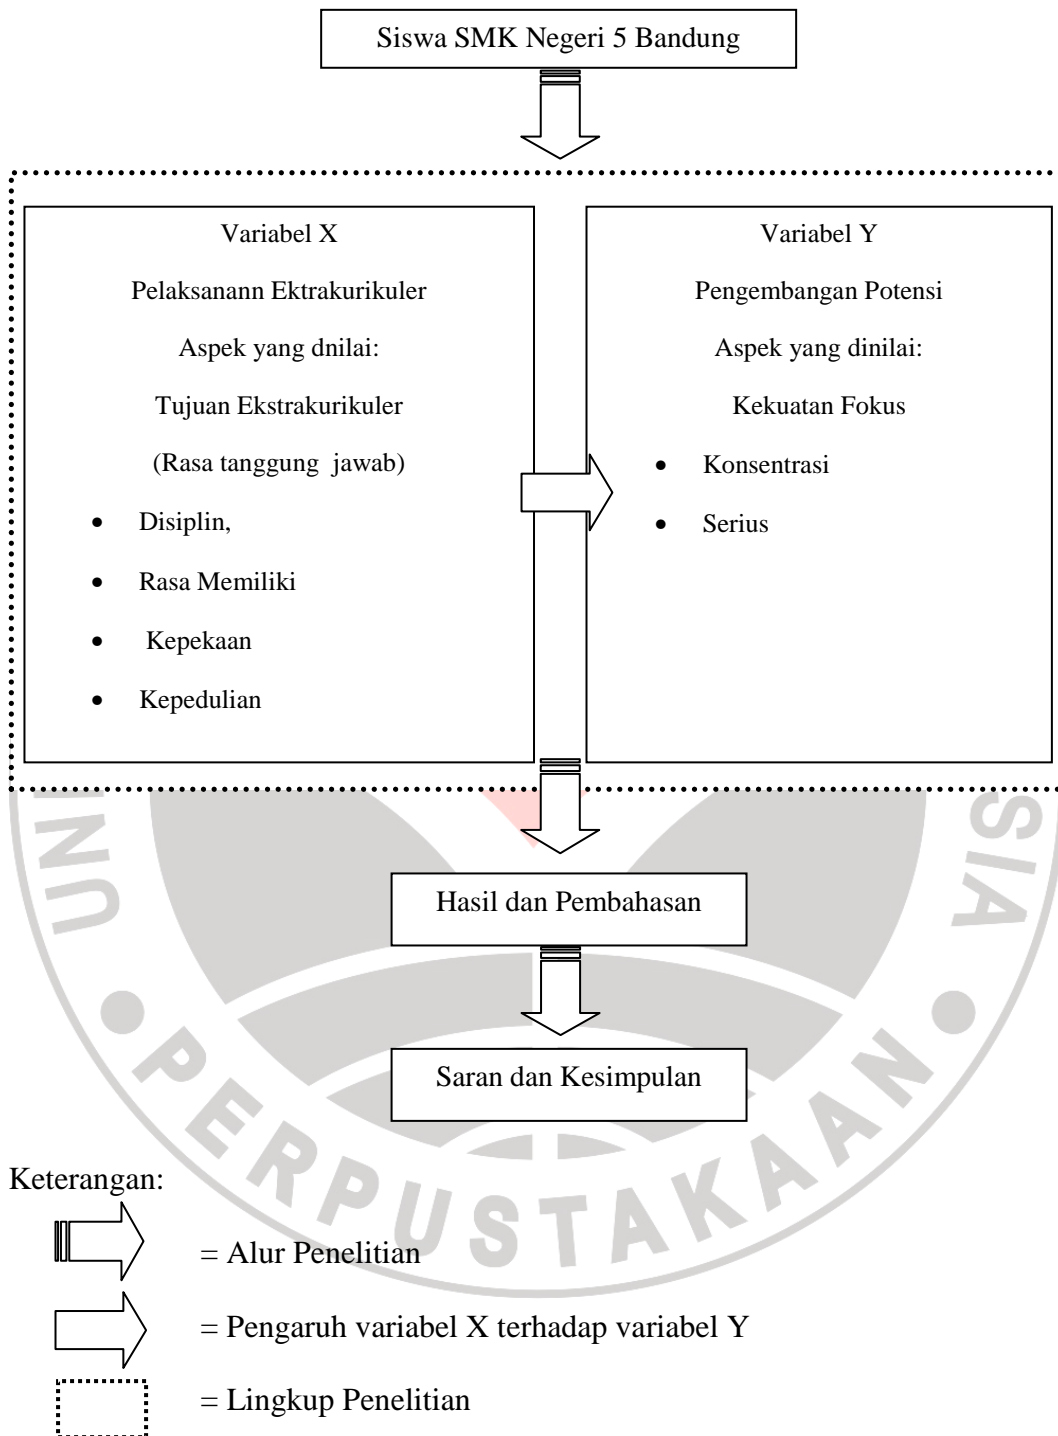 Siswa SMK Negeri 5 Bandung
Variabel X
Pelaksanann Ektrakurikuler
Aspek yang dnilai:
Tujuan Ekstrakurikuler
(Rasa tanggung jawab)
• Disiplin,
• Rasa Memiliki
• Kepekaan
• Kepedulian
Variabel Y
Pengembangan Potensi
Aspek yang dinilai:
Kekuatan Fokus
• Konsentrasi
• Serius
Hasil dan Pembahasan
Saran dan Kesimpulan
Keterangan:
= Alur Penelitian
= Pengaruh variabel X terhadap variabel Y
= Lingkup Penelitian
UN
SIA
PERPUSTAKAAN